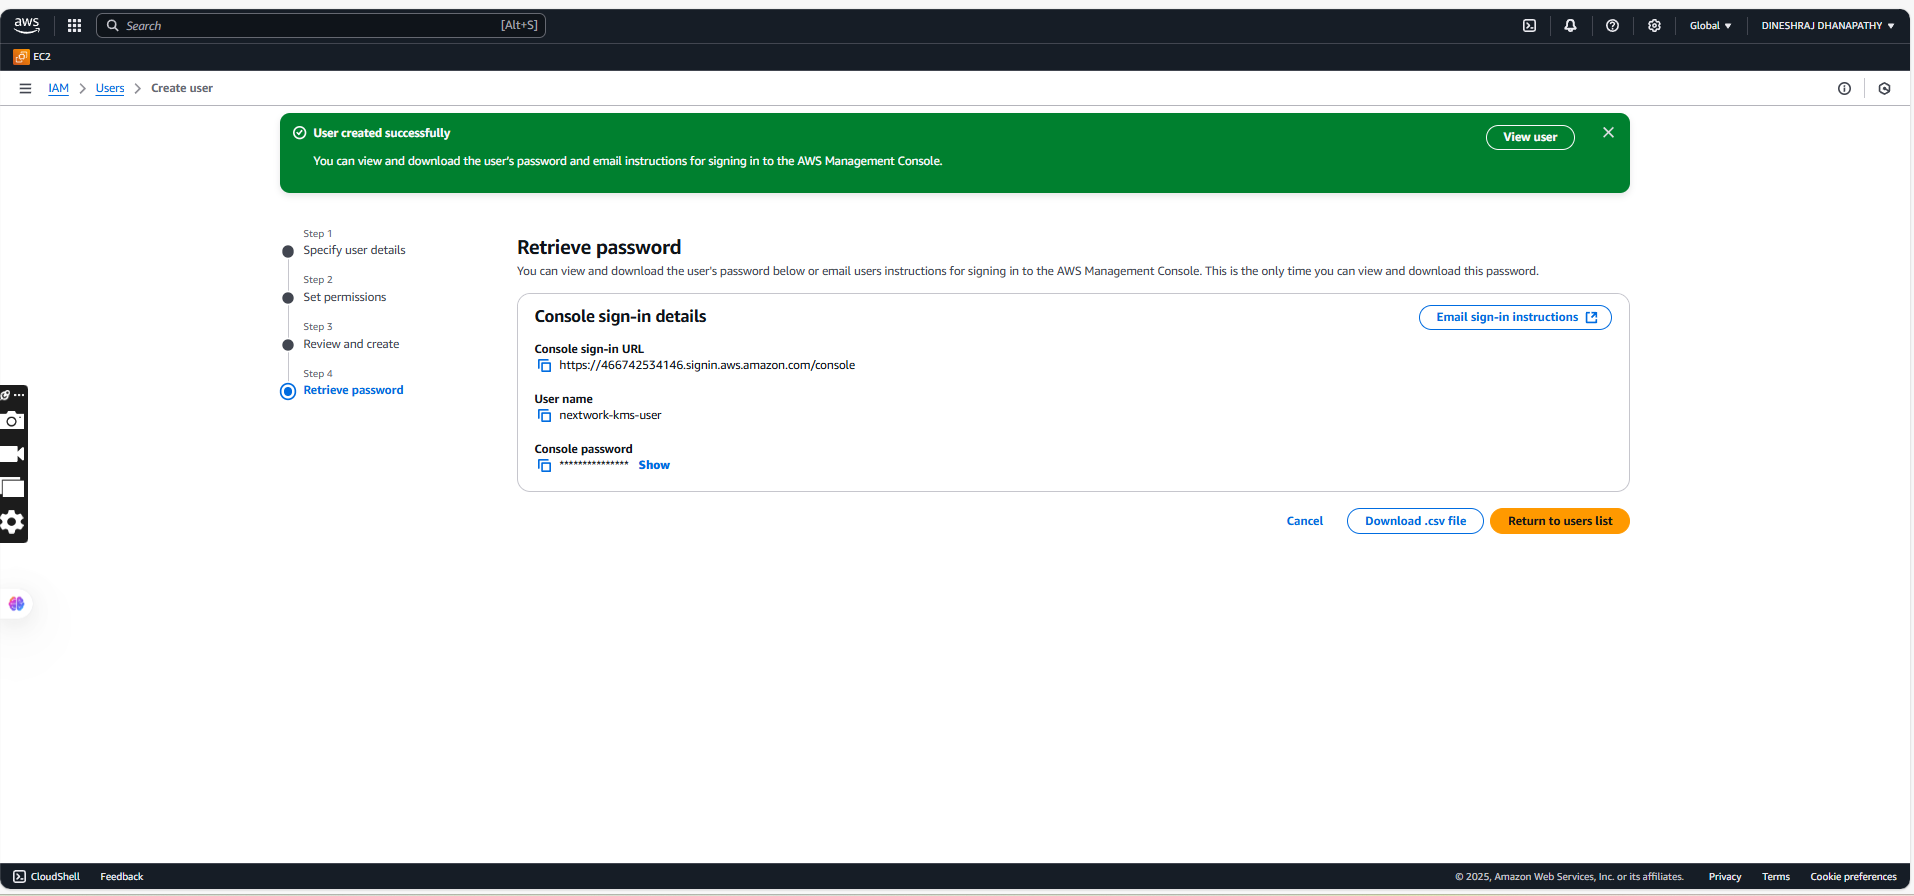 aws
Search [Alt+S] Global DINESHRAJ DHANAPATHY
EC2
IAM Users Create user
User created successfully View user
You can view and download the user's password and email instructions for signing in to the AWS Management Console.
Step 1
Specify user details
Step 2
Set permissions
Step 3
Review and create
Step 4
Retrieve password
Retrieve password
You can view and download the user's password below or email users instructions for signing in to the AWS Management Console. This is the only time you can view and download this password.
Console sign-in details Email sign-in instructions
Console sign-in URL
https://466742534146.signin.aws.amazon.com/console
User name
nextwork-kms-user
Console password
*************** Show
Cancel Download .csv file Return to users list
CloudShell Feedback © 2025, Amazon Web Services, Inc. or its affiliates. Privacy Terms Cookie preferences